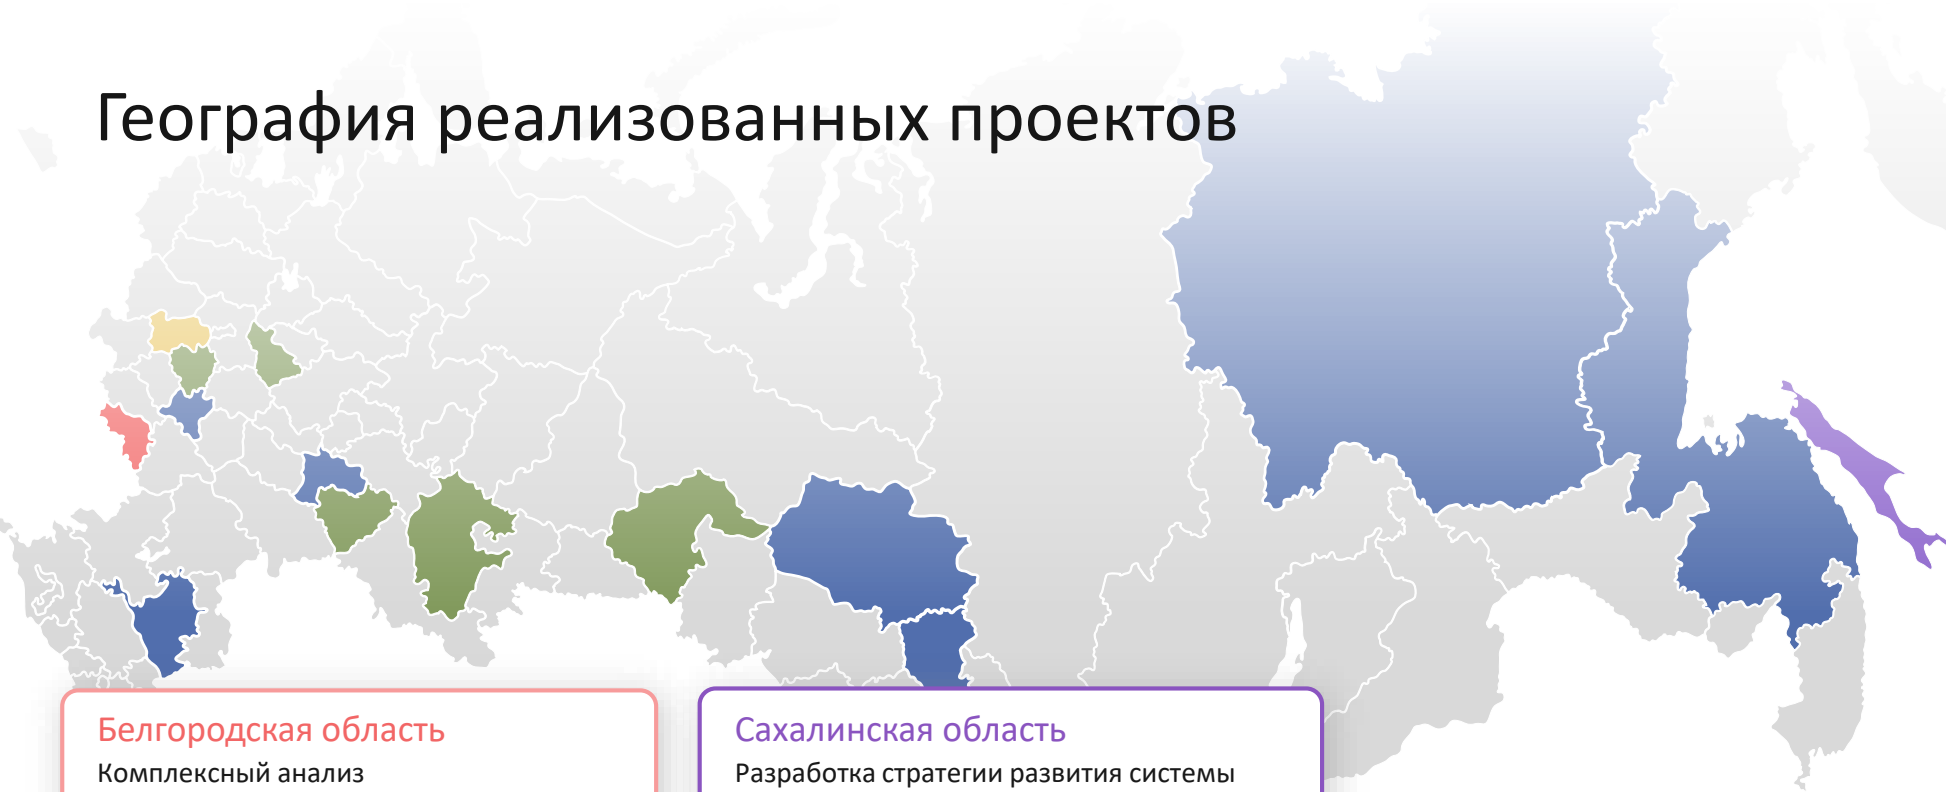 География реализованных проектов
Белгородская область
Комплексный анализ
Сахалинская область
Разработка стратегии развития системы